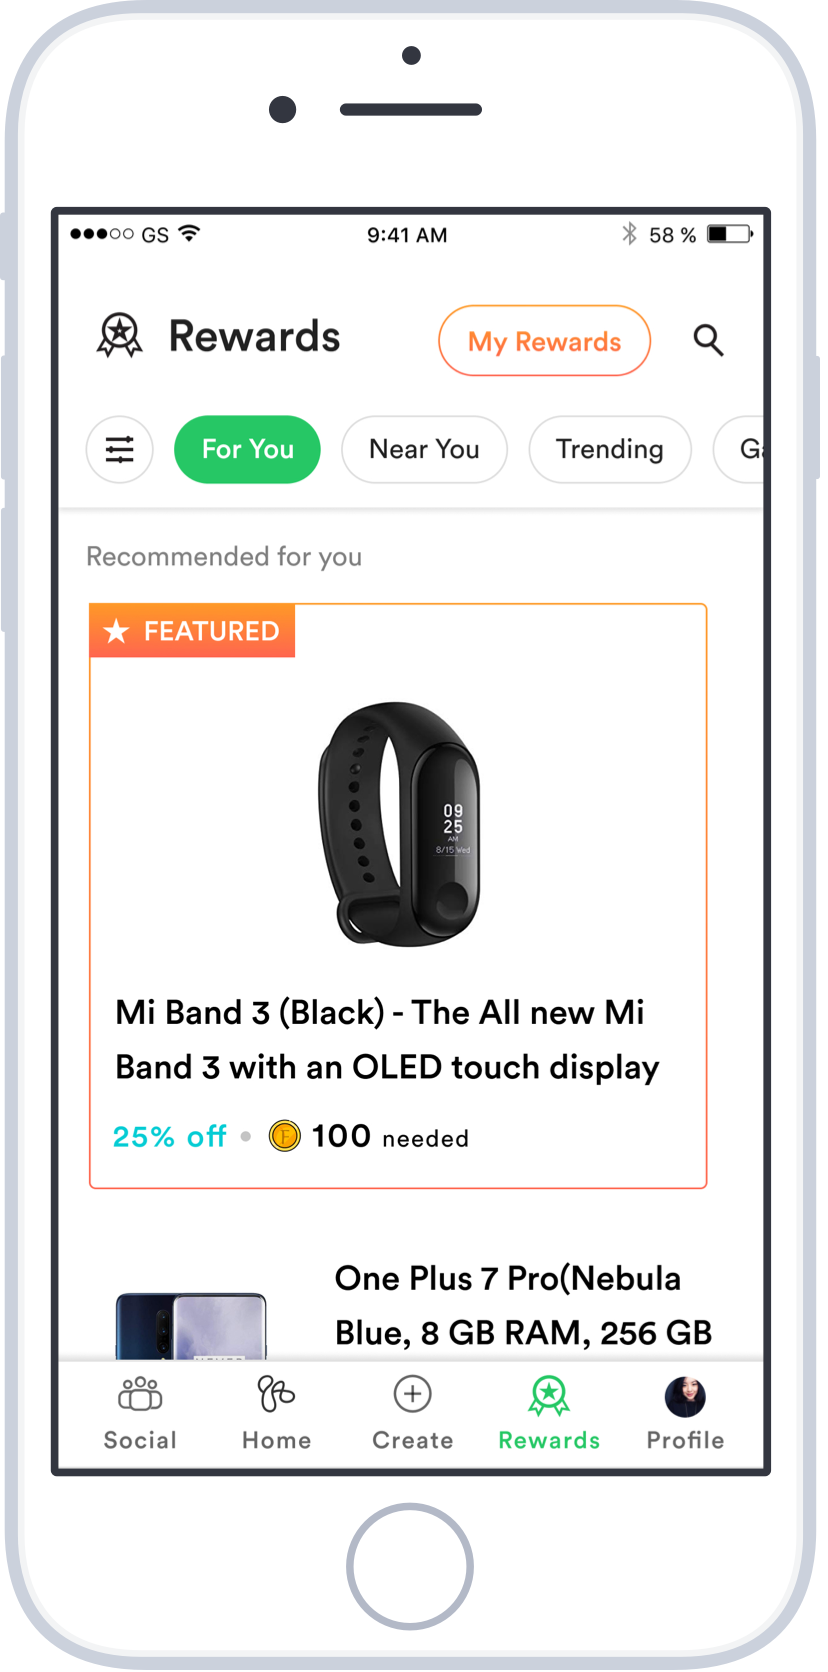 GS 9:41 AM 58 %
Rewards My Rewards
For You Near You Trending
Recommended for you
FEATURED
09
25
AM
8/15 Wed
Mi Band 3 (Black) - The All new Mi
Band 3 with an OLED touch display
25% off 100 needed
One Plus 7 Pro(Nebula
Blue, 8 GB RAM, 256 GB
Social Home Create Rewards Profile